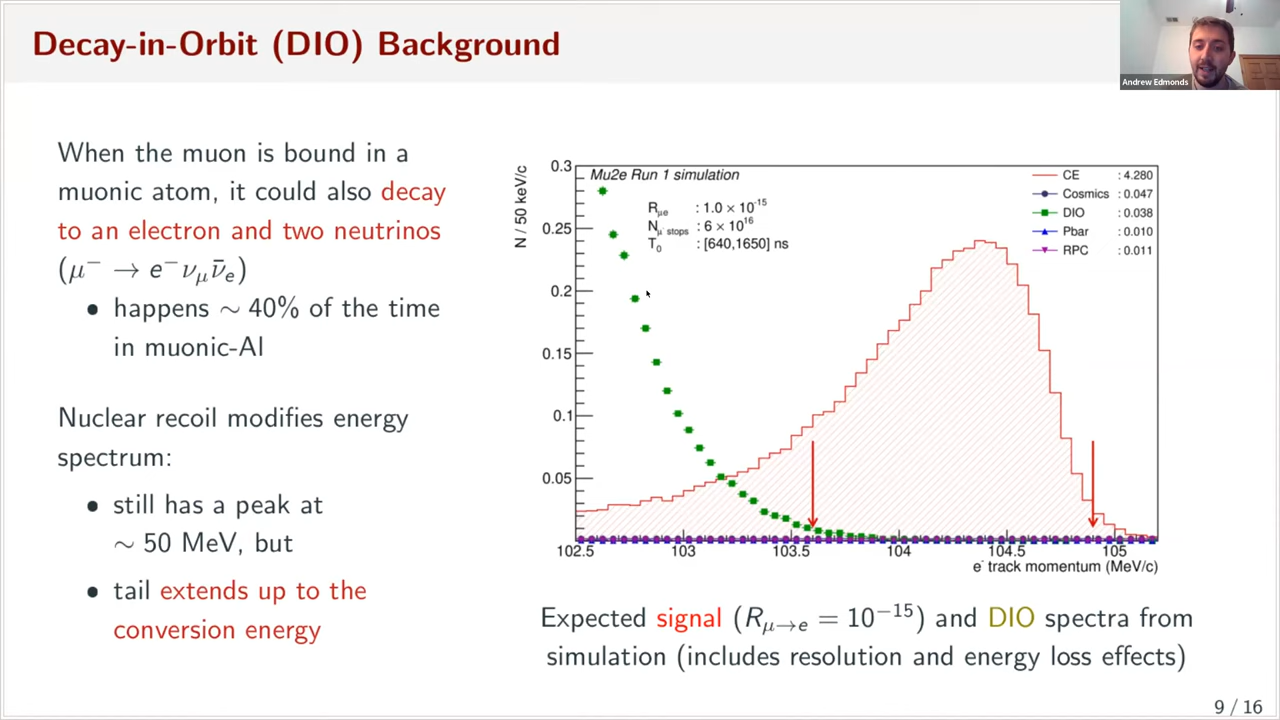 Decay-in-Orbit (DIO) Background
Andrew Edmonds
When the muon is bound in a
muonic atom, it could also decay
to an electron and two neutrinos
(μ⁻ → e⁻ν_μν̄_e)
• happens ∼ 40% of the time
in muonic-Al
Nuclear recoil modifies energy
spectrum:
• still has a peak at
∼ 50 MeV, but
• tail extends up to the
conversion energy
N / 50 keV/c
0.3
0.25
0.2
0.15
0.1
0.05
Mu2e Run 1 simulation
R_μe : 1.0 × 10⁻¹⁵
N_μ⁻ stops : 6 × 10¹⁶
T₀ : [640,1650] ns
CE : 4.280
Cosmics : 0.047
DIO : 0.038
Pbar : 0.010
RPC : 0.011
102.5 103 103.5 104 104.5 105
e⁻ track momentum (MeV/c)
Expected signal (R_μ→e = 10⁻¹⁵) and DIO spectra from
simulation (includes resolution and energy loss effects)
9 / 16